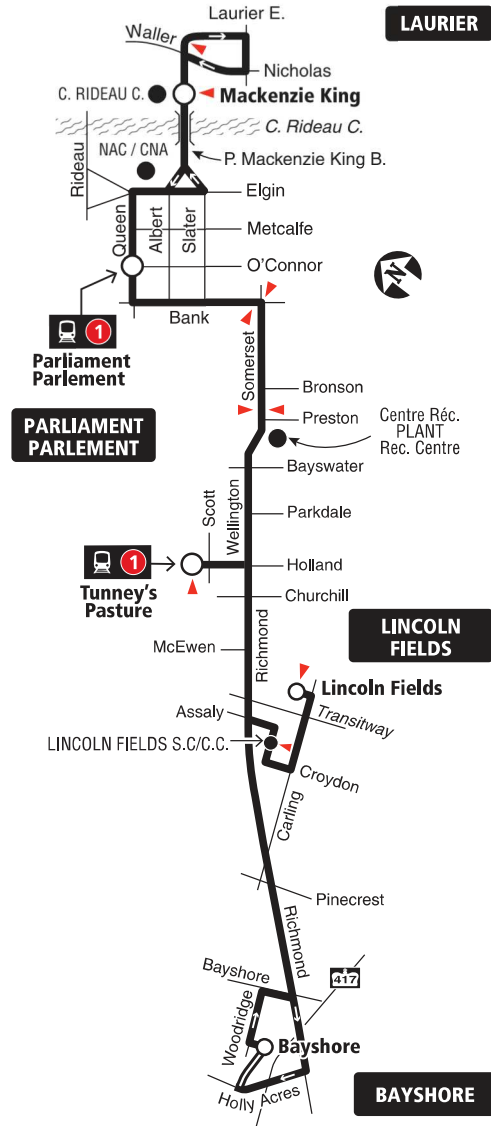 Laurier E.
LAURIER
Waller
Nicholas
C. RIDEAU C.
Mackenzie King
C. Rideau C.
NAC / CNA
P. Mackenzie King B.
Rideau
Elgin
Queen
Albert
Slater
Metcalfe
O'Connor
N
Bank
1
Parliament
Parlement
Somerset
Bronson
Preston
PARLIAMENT
PARLEMENT
Centre Réc.
PLANT
Rec. Centre
Bayswater
Scott
Wellington
Parkdale
1
Holland
Tunney's
Pasture
Churchill
Richmond
McEwen
LINCOLN
FIELDS
Lincoln Fields
Assaly
Transitway
LINCOLN FIELDS S.C/C.C.
Croydon
Carling
Pinecrest
Richmond
Bayshore
417
Woodridge
Bayshore
Holly Acres
BAYSHORE